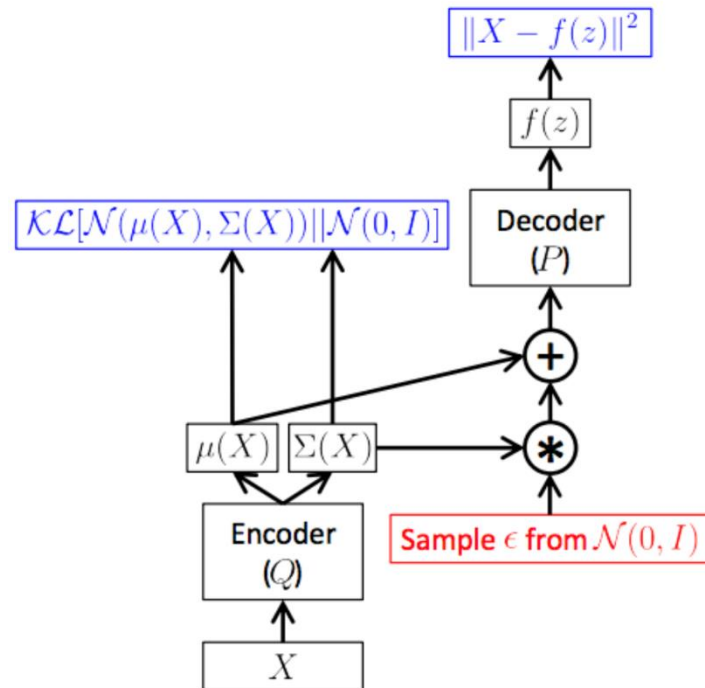 ‖X − f(z)‖²
f(z)
𝒦ℒ[𝒩(μ(X), Σ(X))||𝒩(0, I)]
Decoder
(P)
+
μ(X)
Σ(X)
*
Encoder
(Q)
Sample ϵ from 𝒩(0, I)
X